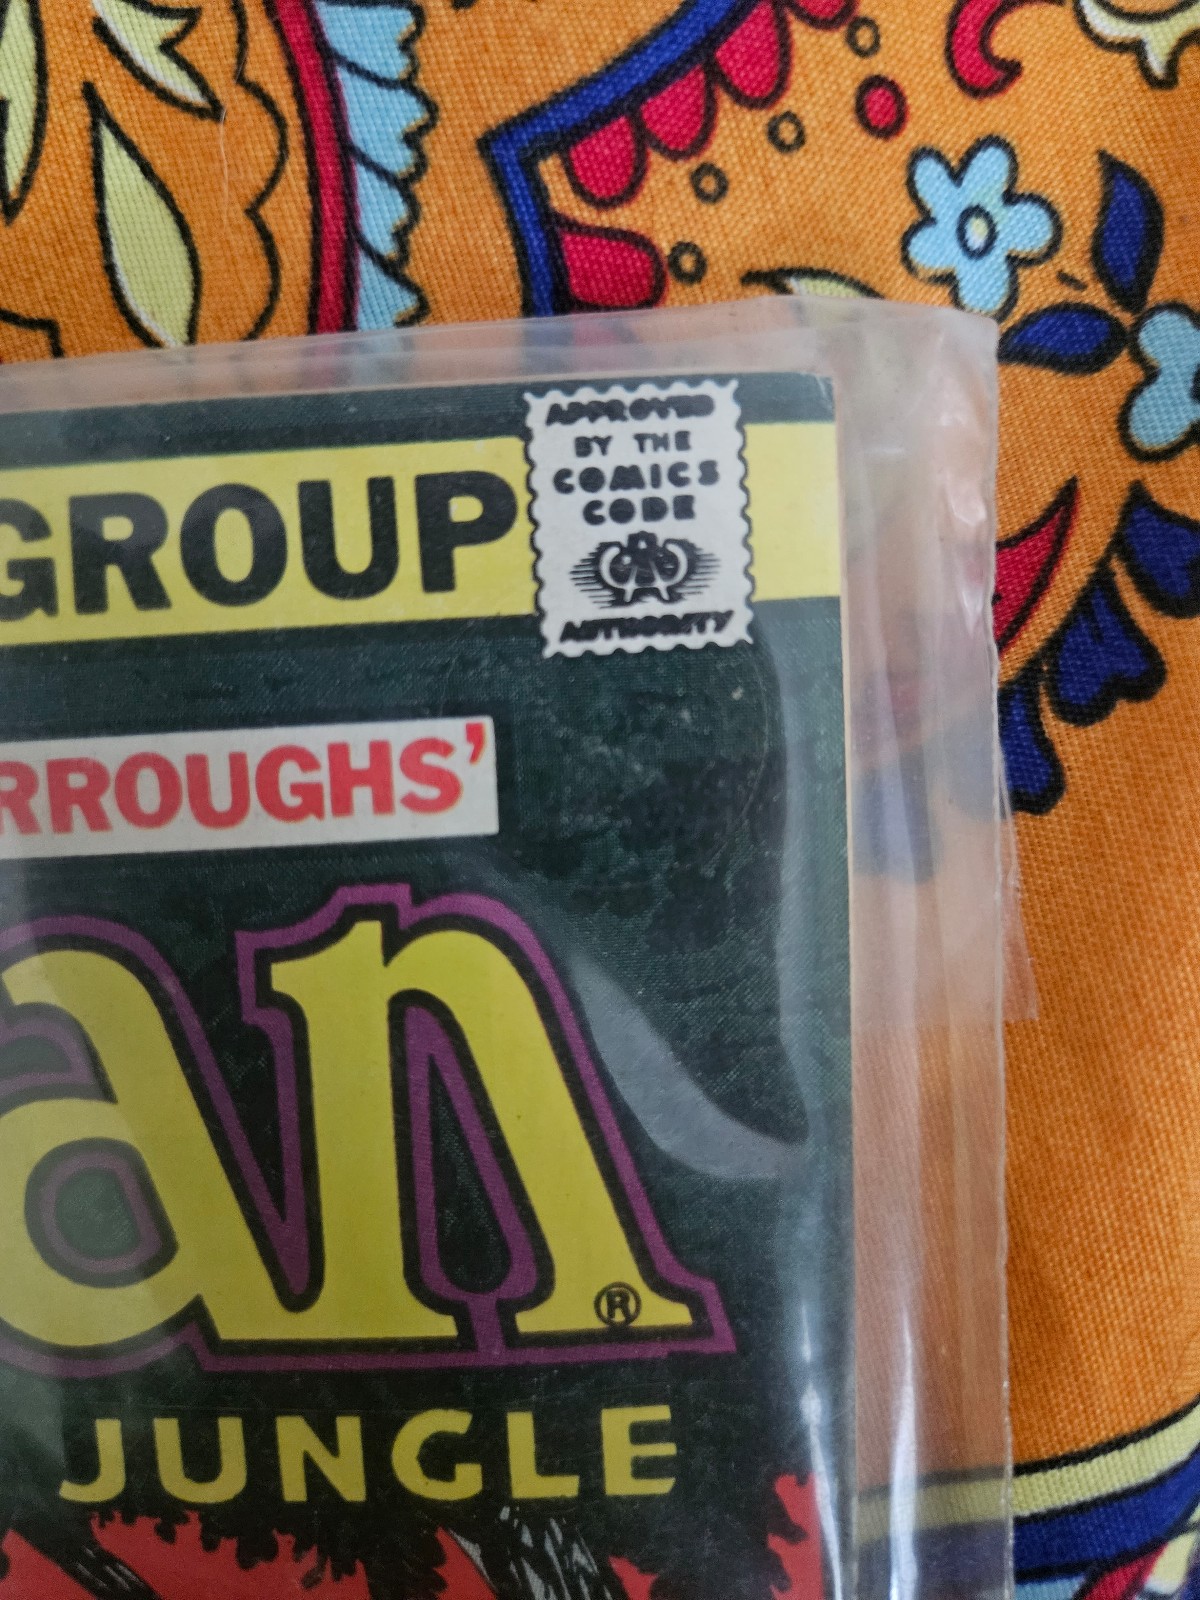 GROUP
APPROVED
BY THE
COMICS
CODE
AUTHORITY
RROUGHS'
an®
JUNGLE